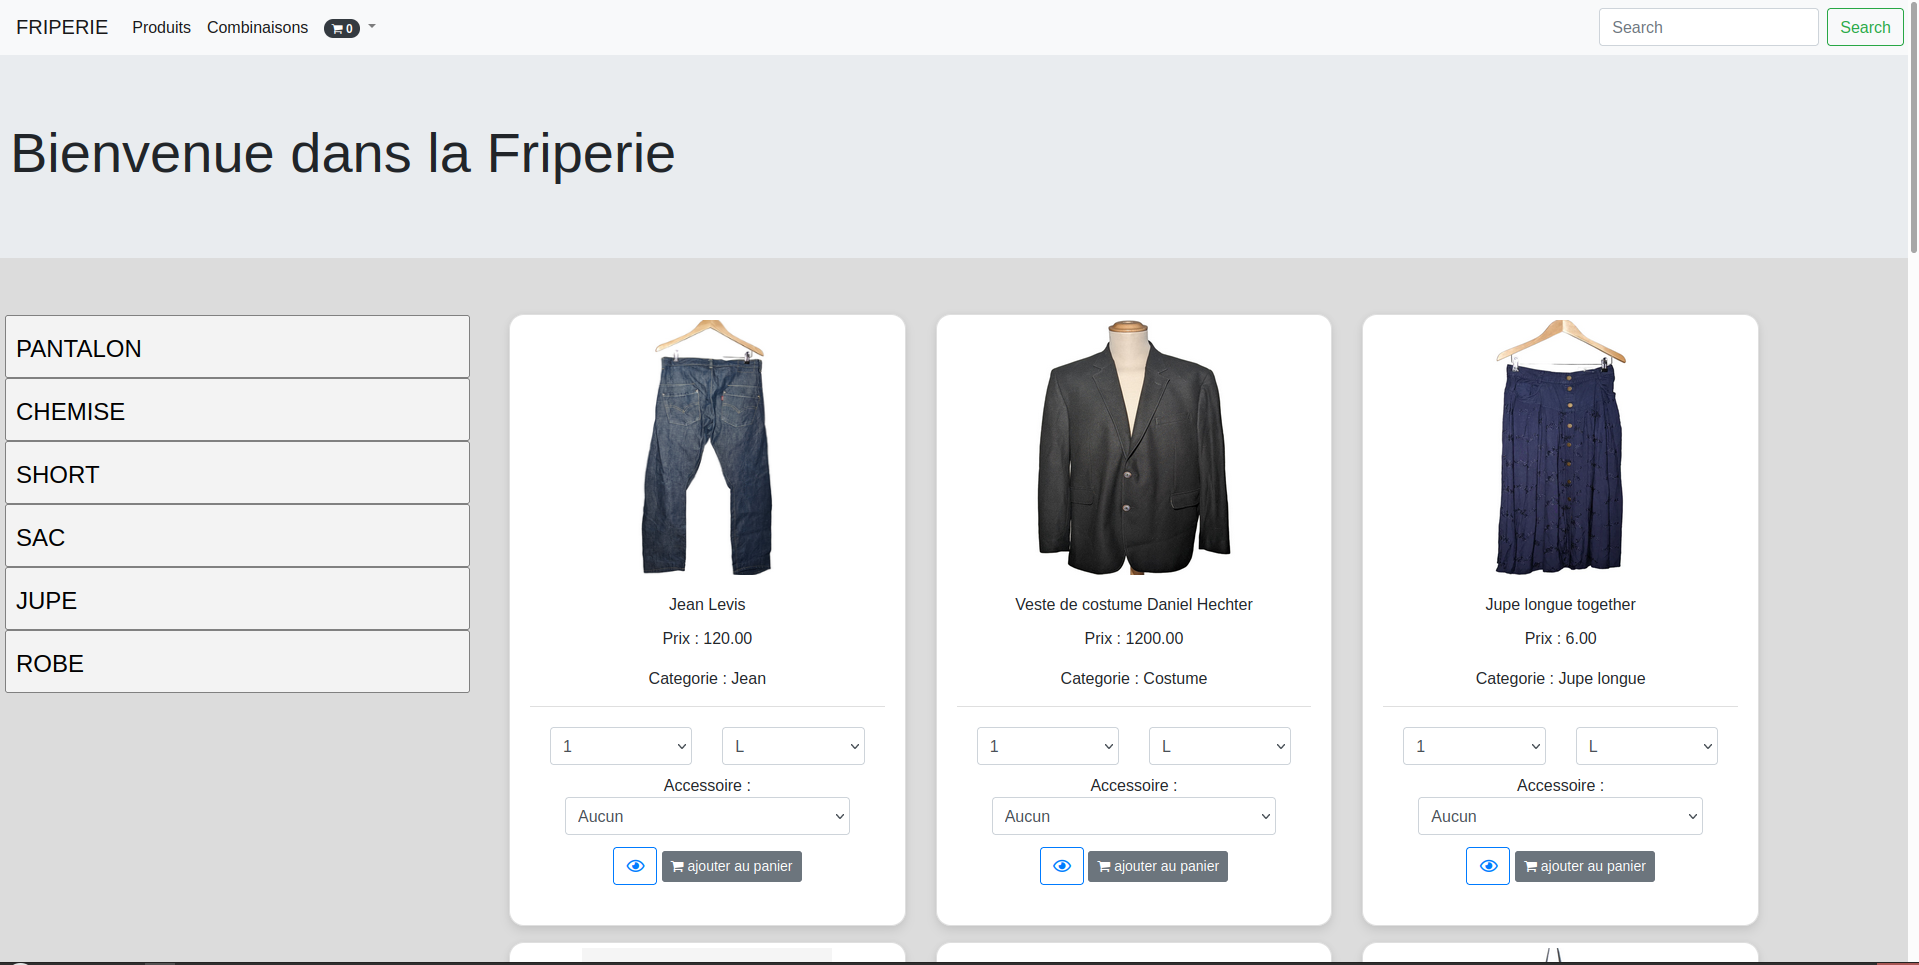 FRIPERIE Produits Combinaisons 0 Search Search
Bienvenue dans la Friperie
PANTALON
CHEMISE
SHORT
SAC
JUPE
ROBE
Jean Levis
Prix : 120.00
Categorie : Jean
1 L
Accessoire :
Aucun
ajouter au panier
Veste de costume Daniel Hechter
Prix : 1200.00
Categorie : Costume
1 L
Accessoire :
Aucun
ajouter au panier
Jupe longue together
Prix : 6.00
Categorie : Jupe longue
1 L
Accessoire :
Aucun
ajouter au panier